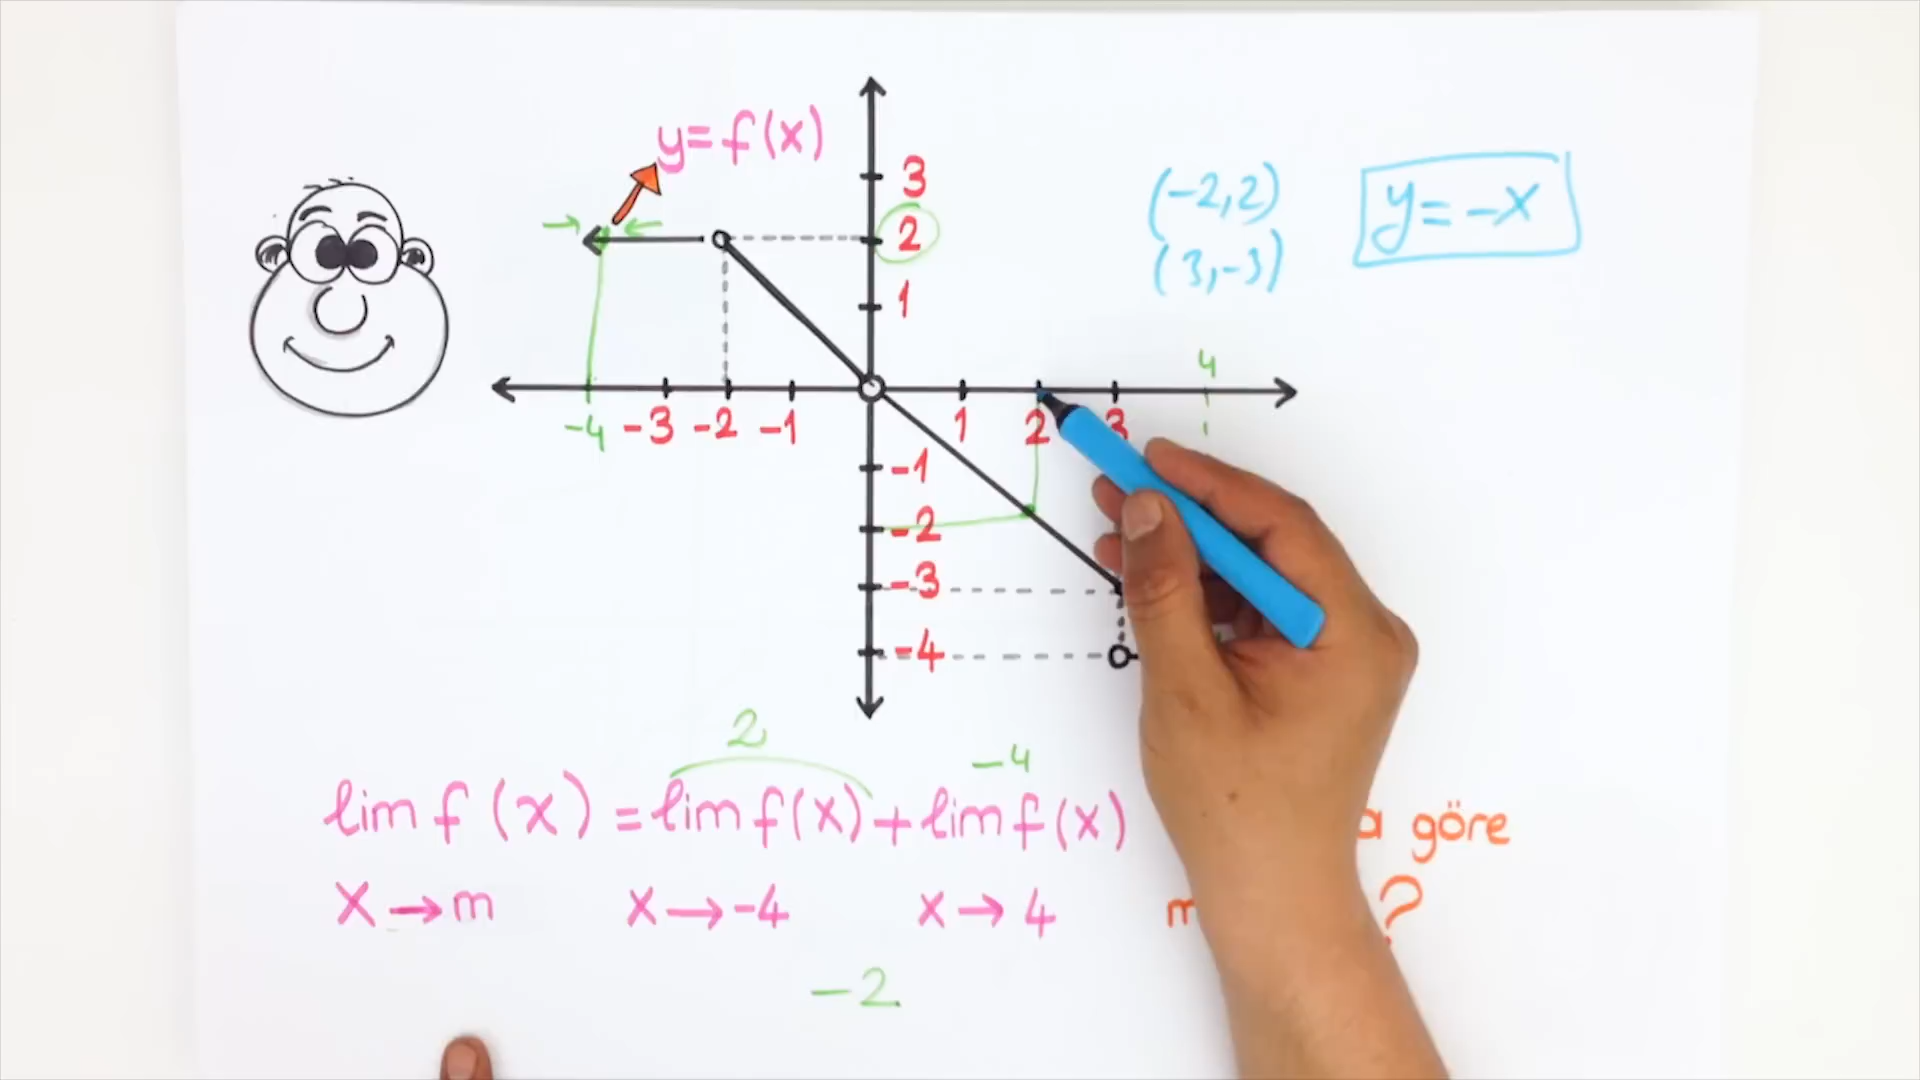 y=f(x)
3
2
1
(-2,2)
(3,-3)
y=-x
4
-4 -3 -2 -1 1 2 3
-1
-2
-3
-4
2
-4
lim f(x) = lim f(x) + lim f(x)
göre
x→m x→-4 x→4
?
-2